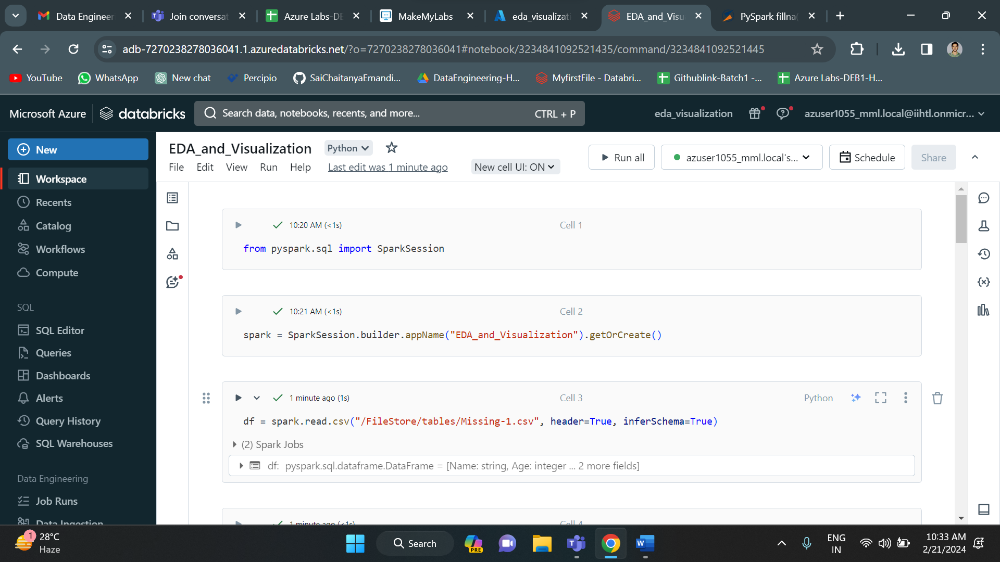 Data Engineer
Join conversat
Azure Labs-DE
MakeMyLabs
eda_visualizati
EDA_and_Visu
PySpark fillna(
adb-7270238278036041.1.azuredatabricks.net/?o=7270238278036041#notebook/3234841092521435/command/3234841092521445
YouTube
WhatsApp
New chat
Percipio
SaiChaitanyaEmandi...
DataEngineering-H...
MyfirstFile - Databri...
Githublink-Batch1 -...
Azure Labs-DEB1-H...
Microsoft Azure
databricks
Search data, notebooks, recents, and more...
CTRL + P
eda_visualization
azuser1055_mml.local@iihtl.onmicr...
New
Workspace
Recents
Catalog
Workflows
Compute
SQL
SQL Editor
Queries
Dashboards
Alerts
Query History
SQL Warehouses
Data Engineering
Job Runs
Data Ingestion
EDA_and_Visualization
Python
File Edit View Run Help
Last edit was 1 minute ago
New cell UI: ON
Run all
azuser1055_mml.local's...
Schedule
Share
10:20 AM (<1s)
Cell 1
from pyspark.sql import SparkSession
10:21 AM (<1s)
Cell 2
spark = SparkSession.builder.appName("EDA_and_Visualization").getOrCreate()
1 minute ago (1s)
Cell 3
Python
df = spark.read.csv("/FileStore/tables/Missing-1.csv", header=True, inferSchema=True)
(2) Spark Jobs
df: pyspark.sql.dataframe.DataFrame = [Name: string, Age: integer ... 2 more fields]
1 minute ago (<1s)
Cell 4
1
28°C
Haze
Search
PRE
ENG
IN
10:33 AM
2/21/2024